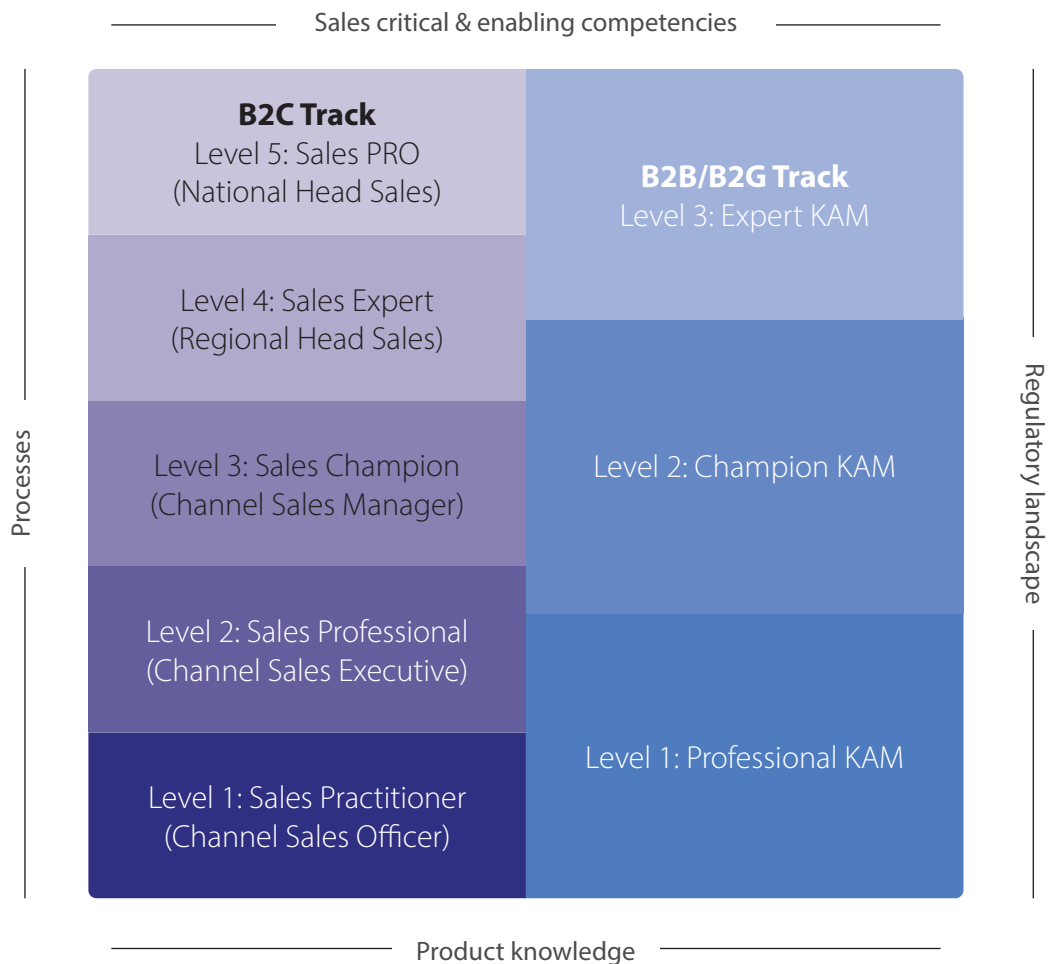 Sales critical & enabling competencies
B2C Track
Level 5: Sales PRO
(National Head Sales)
Level 4: Sales Expert
(Regional Head Sales)
Level 3: Sales Champion
(Channel Sales Manager)
Level 2: Sales Professional
(Channel Sales Executive)
Level 1: Sales Practitioner
(Channel Sales Officer)
B2B/B2G Track
Level 3: Expert KAM
Level 2: Champion KAM
Level 1: Professional KAM
Processes
Regulatory landscape
Product knowledge